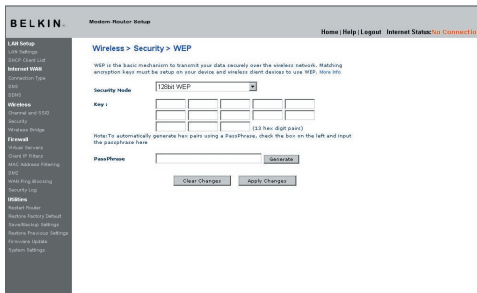 BELKIN
Modem-Router Setup
Home | Help | Logout Internet Status:No Connectio
LAN Setup
LAN Settings
DHCP Client List
Internet WAN
Connection Type
DNS
DDNS
Wireless
Channel and SSID
Security
Wireless Bridge
Firewall
Virtual Servers
Client IP Filters
MAC Address Filtering
DMZ
WAN Ping Blocking
Security Log
Utilities
Restart Router
Restore Factory Default
Save/Backup Settings
Restore Previous Settings
Firmware Update
System Settings
Wireless > Security > WEP
WEP is the basic mechanism to transmit your data securely over the wireless network. Matching
encryption keys must be setup on your device and wireless client devices to use WEP. More Info
Security Mode
128bit WEP
Key :
(13 hex digit pairs)
Note:To automatically generate hex pairs using a PassPhrase, check the box on the left and input
the passphrase here
PassPhrase
Generate
Clear Changes
Apply Changes